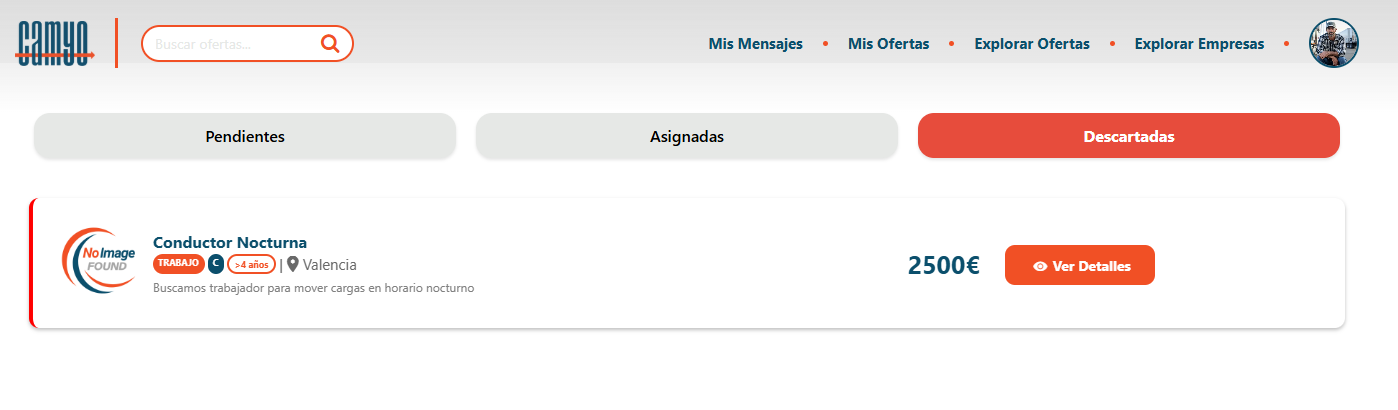 camyo
Buscar ofertas...
Mis Mensajes • Mis Ofertas • Explorar Ofertas • Explorar Empresas •
Pendientes
Asignadas
Descartadas
No Image
FOUND
Conductor Nocturna
TRABAJO C >4 años | Valencia
Buscamos trabajador para mover cargas en horario nocturno
2500€
Ver Detalles